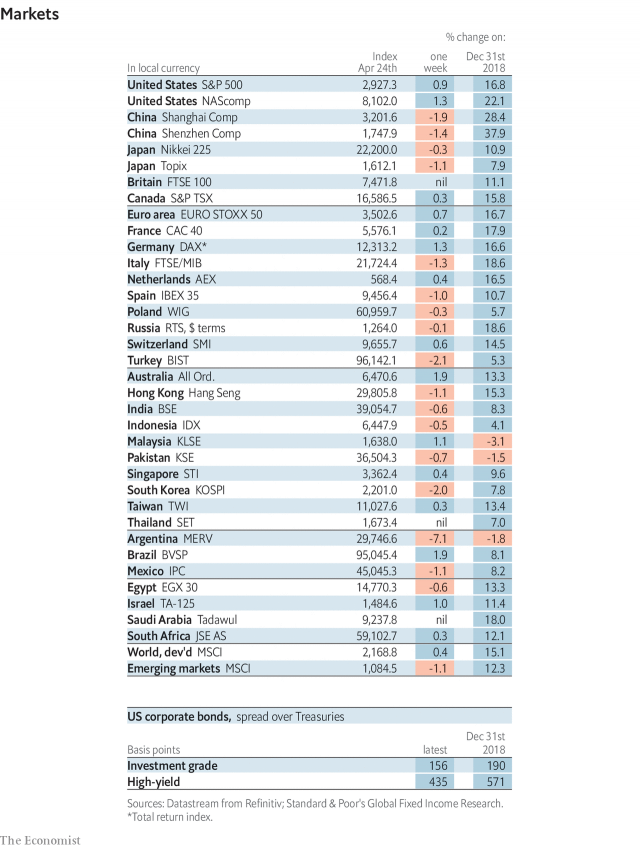 Markets
% change on:
Index one Dec 31st
In local currency Apr 24th week 2018
United States S&P 500 2,927.3 0.9 16.8
United States NAScomp 8,102.0 1.3 22.1
China Shanghai Comp 3,201.6 -1.9 28.4
China Shenzhen Comp 1,747.9 -1.4 37.9
Japan Nikkei 225 22,200.0 -0.3 10.9
Japan Topix 1,612.1 -1.1 7.9
Britain FTSE 100 7,471.8 nil 11.1
Canada S&P TSX 16,586.5 0.3 15.8
Euro area EURO STOXX 50 3,502.6 0.7 16.7
France CAC 40 5,576.1 0.2 17.9
Germany DAX* 12,313.2 1.3 16.6
Italy FTSE/MIB 21,724.4 -1.3 18.6
Netherlands AEX 568.4 0.4 16.5
Spain IBEX 35 9,456.4 -1.0 10.7
Poland WIG 60,959.7 -0.3 5.7
Russia RTS, $ terms 1,264.0 -0.1 18.6
Switzerland SMI 9,655.7 0.6 14.5
Turkey BIST 96,142.1 -2.1 5.3
Australia All Ord. 6,470.6 1.9 13.3
Hong Kong Hang Seng 29,805.8 -1.1 15.3
India BSE 39,054.7 -0.6 8.3
Indonesia IDX 6,447.9 -0.5 4.1
Malaysia KLSE 1,638.0 1.1 -3.1
Pakistan KSE 36,504.3 -0.7 -1.5
Singapore STI 3,362.4 0.4 9.6
South Korea KOSPI 2,201.0 -2.0 7.8
Taiwan TWI 11,027.6 0.3 13.4
Thailand SET 1,673.4 nil 7.0
Argentina MERV 29,746.6 -7.1 -1.8
Brazil BVSP 95,045.4 1.9 8.1
Mexico IPC 45,045.3 -1.1 8.2
Egypt EGX 30 14,770.3 -0.6 13.3
Israel TA-125 1,484.6 1.0 11.4
Saudi Arabia Tadawul 9,237.8 nil 18.0
South Africa JSE AS 59,102.7 0.3 12.1
World, dev'd MSCI 2,168.8 0.4 15.1
Emerging markets MSCI 1,084.5 -1.1 12.3
US corporate bonds, spread over Treasuries
Dec 31st
Basis points latest 2018
Investment grade 156 190
High-yield 435 571
Sources: Datastream from Refinitiv; Standard & Poor's Global Fixed Income Research.
*Total return index.
The Economist